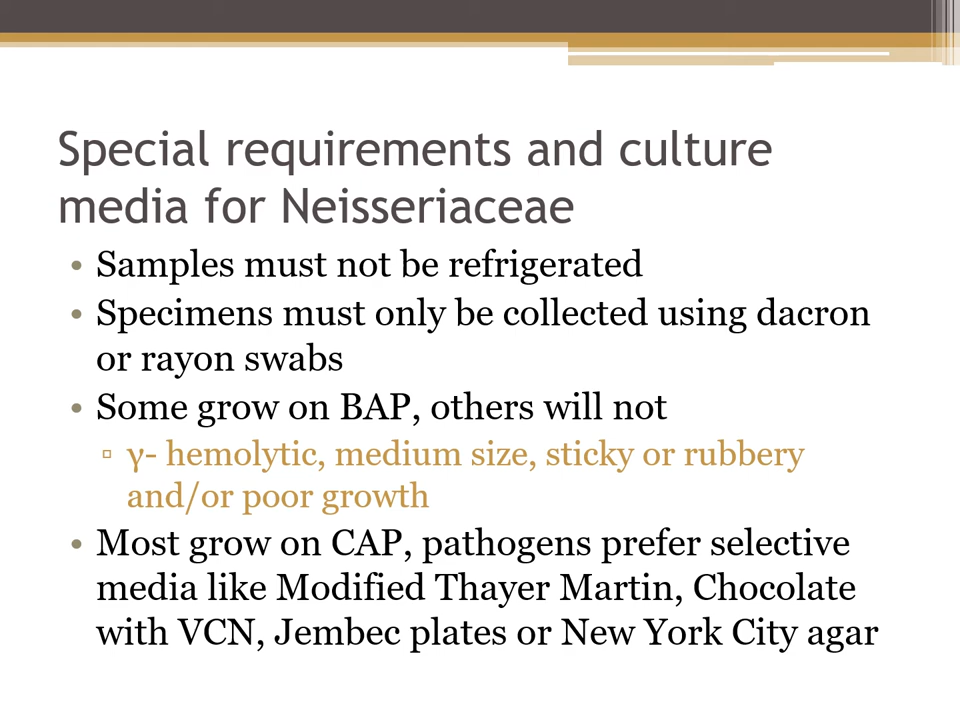 Special requirements and culture
media for Neisseriaceae
• Samples must not be refrigerated
• Specimens must only be collected using dacron
or rayon swabs
• Some grow on BAP, others will not
▫ γ- hemolytic, medium size, sticky or rubbery
and/or poor growth
• Most grow on CAP, pathogens prefer selective
media like Modified Thayer Martin, Chocolate
with VCN, Jembec plates or New York City agar